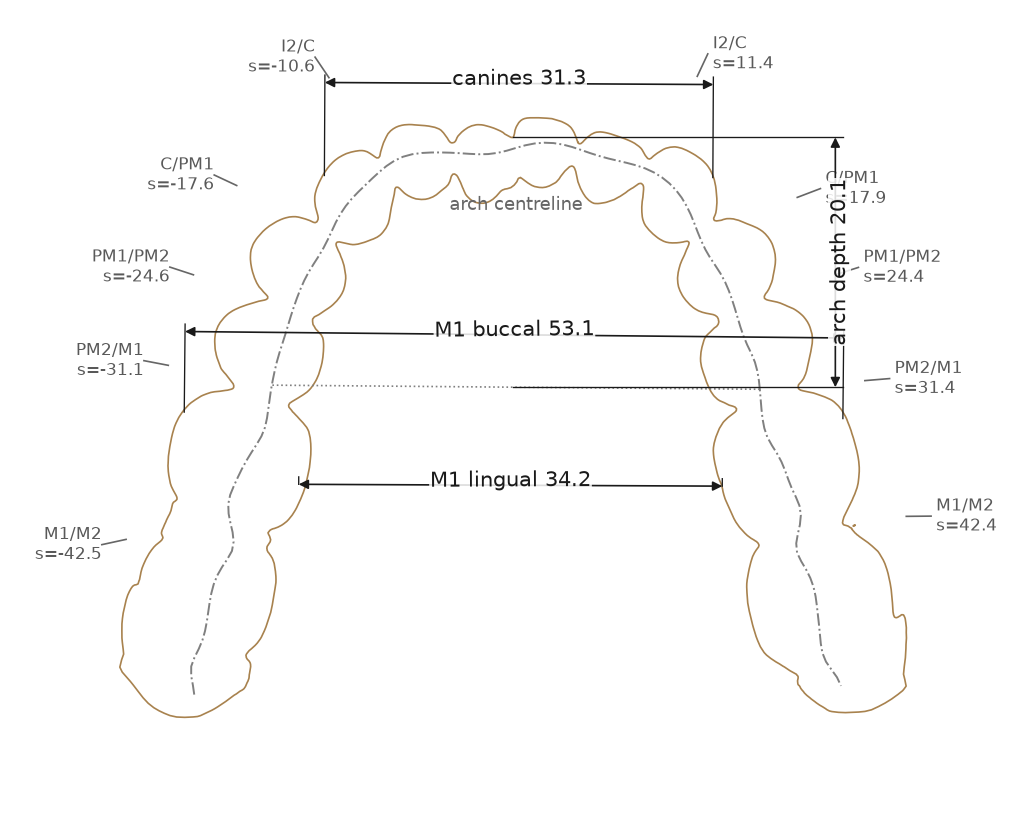 I2/C
s=-10.6
I2/C
s=11.4
canines 31.3
C/PM1
s=-17.6
C/PM1
17.9
arch centreline
PM1/PM2
s=-24.6
PM1/PM2
s=24.4
arch depth 20.1
M1 buccal 53.1
PM2/M1
s=-31.1
PM2/M1
s=31.4
M1 lingual 34.2
M1/M2
s=-42.5
M1/M2
s=42.4